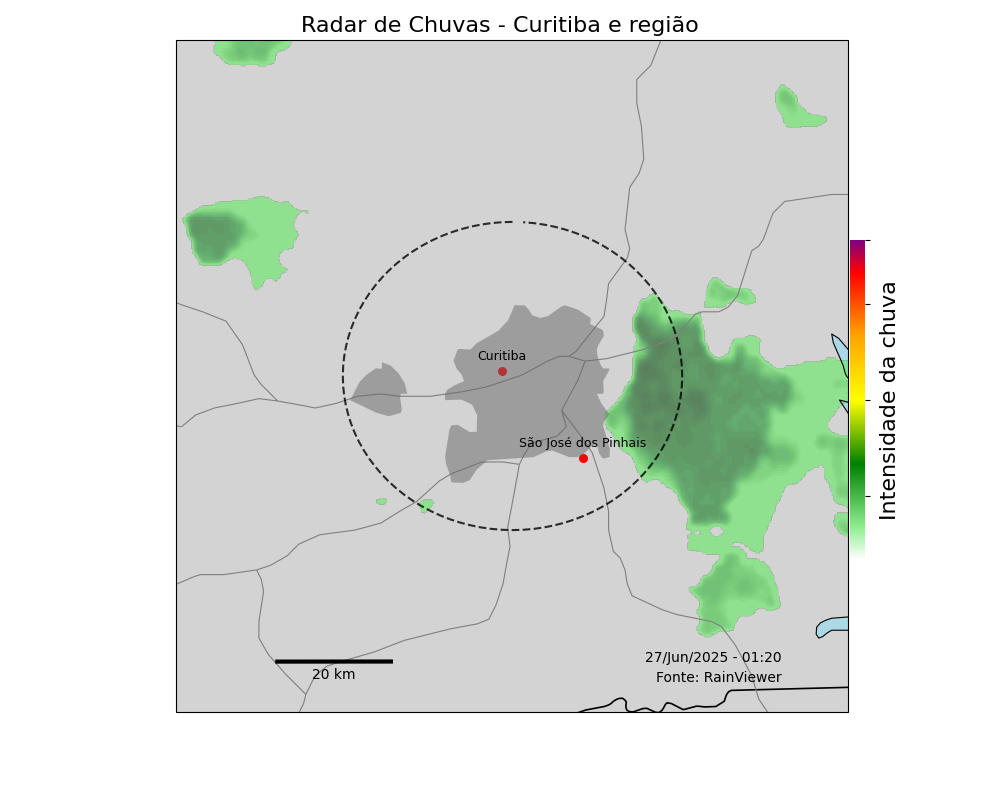 Radar de Chuvas - Curitiba e região
Curitiba
São José dos Pinhais
Intensidade da chuva
27/Jun/2025 - 01:20
Fonte: RainViewer
20 km